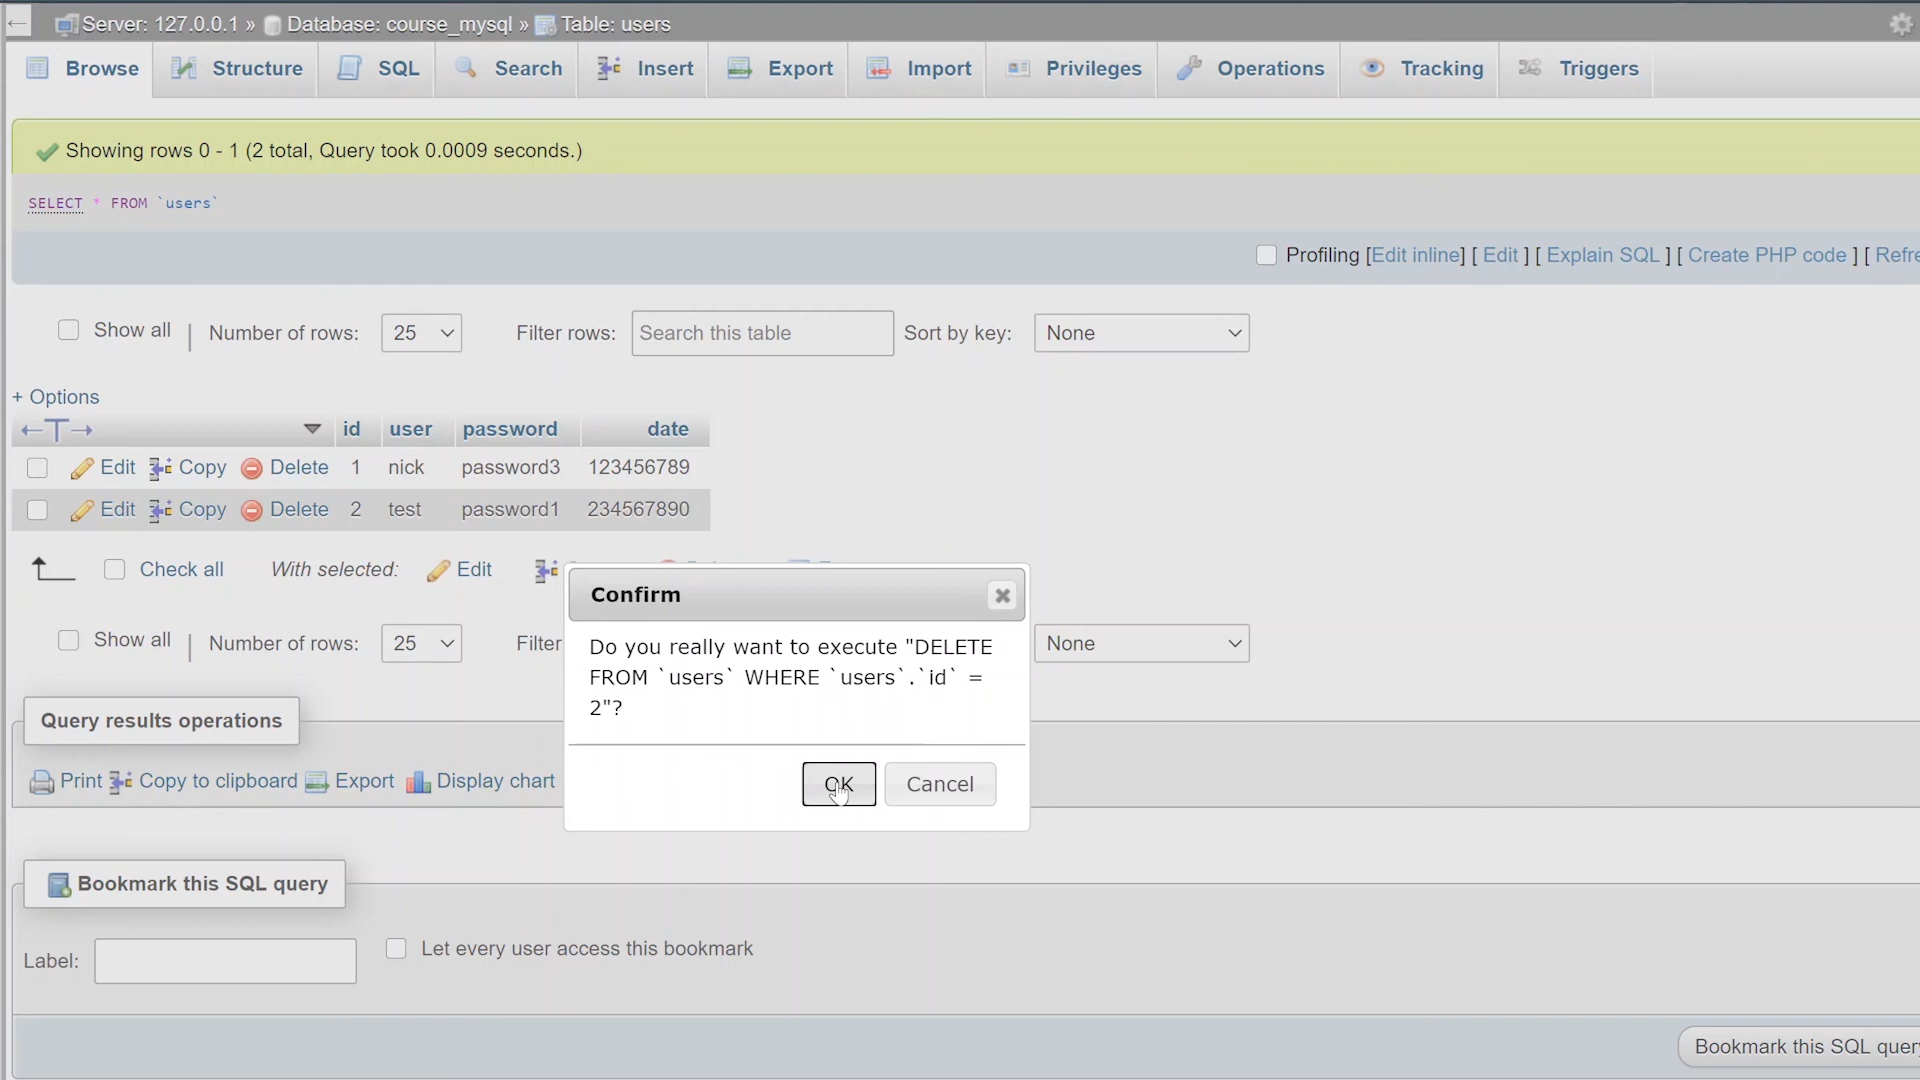 Server: 127.0.0.1 » Database: course_mysql » Table: users
Browse Structure SQL Search Insert Export Import Privileges Operations Tracking Triggers
Showing rows 0 - 1 (2 total, Query took 0.0009 seconds.)
SELECT * FROM `users`
Profiling [Edit inline] [ Edit ] [ Explain SQL ] [ Create PHP code ] [
Show all | Number of rows: 25 Filter rows: Search this table Sort by key: None
+ Options
←T→ id user password date
Edit Copy Delete 1 nick password3 123456789
Edit Copy Delete 2 test password1 234567890
Check all With selected: Edit
Confirm
Do you really want to execute "DELETE
FROM `users` WHERE `users`.`id` =
2"?
OK Cancel
Show all | Number of rows: 25 Filter None
Query results operations
Print Copy to clipboard Export Display chart
Bookmark this SQL query
Label: Let every user access this bookmark
Bookmark this SQL query